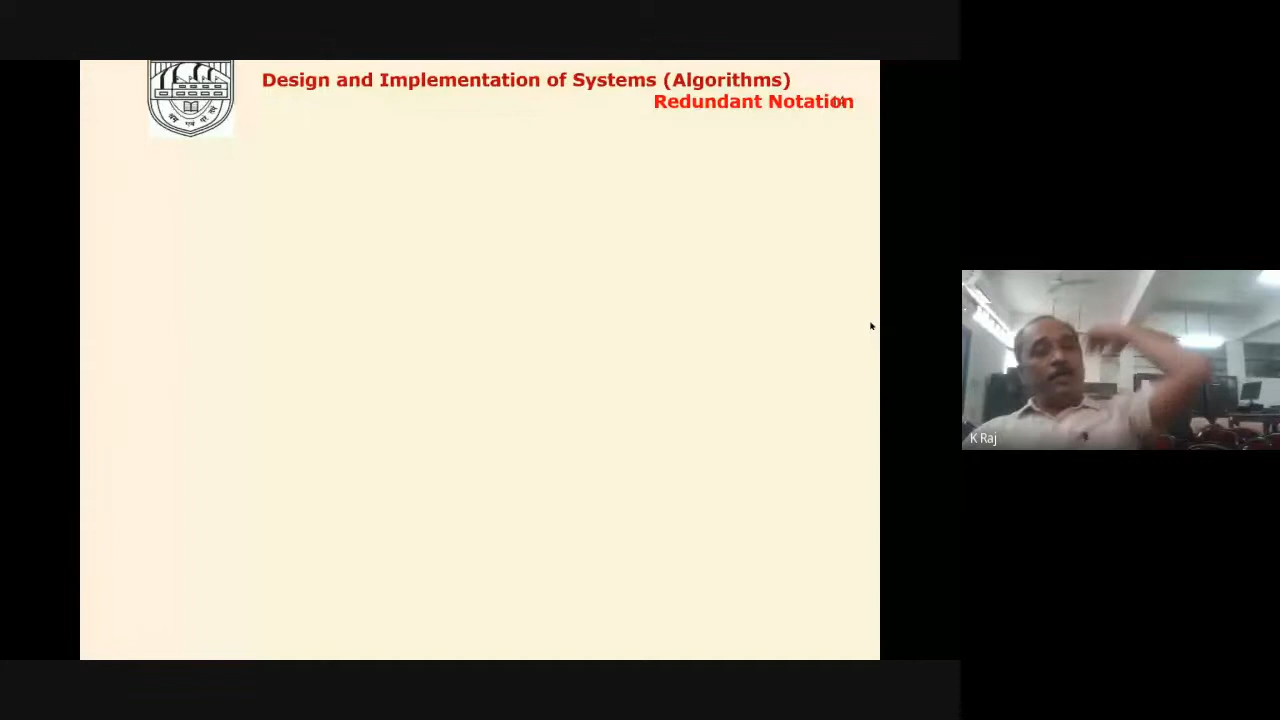 Design and Implementation of Systems (Algorithms)
Redundant Notation
K Raj